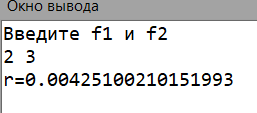 Окно вывода
Введите f1 и f2
2 3
r=0.00425100210151993